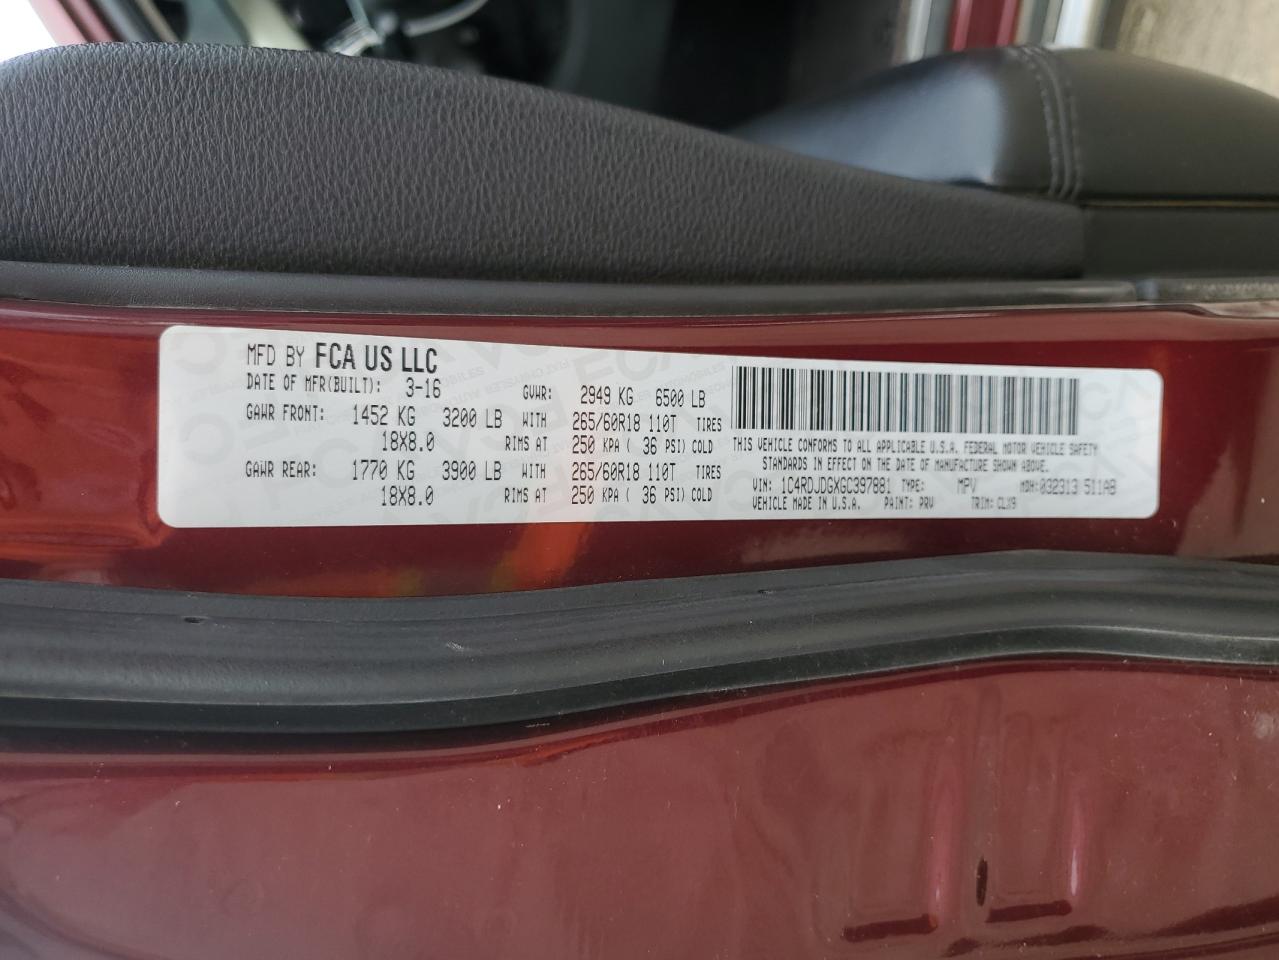 MFD BY FCA US LLC
DATE OF MFR(BUILT): 3-16 GVWR: 2949 KG 6500 LB
GAWR FRONT: 1452 KG 3200 LB WITH 265/60R18 110T TIRES
18X8.0 RIMS AT 250 KPA ( 36 PSI) COLD
GAWR REAR: 1770 KG 3900 LB WITH 265/60R18 110T TIRES
18X8.0 RIMS AT 250 KPA ( 36 PSI) COLD
THIS VEHICLE CONFORMS TO ALL APPLICABLE U.S.A. FEDERAL MOTOR VEHICLE SAFETY
STANDARDS IN EFFECT ON THE DATE OF MANUFACTURE SHOWN ABOVE.
VIN: 1C4RDJDGXGC397881 TYPE: MPV MDH: 032313 511AB
VEHICLE MADE IN U.S.A. PAINT: PRV TRIM: CLX9